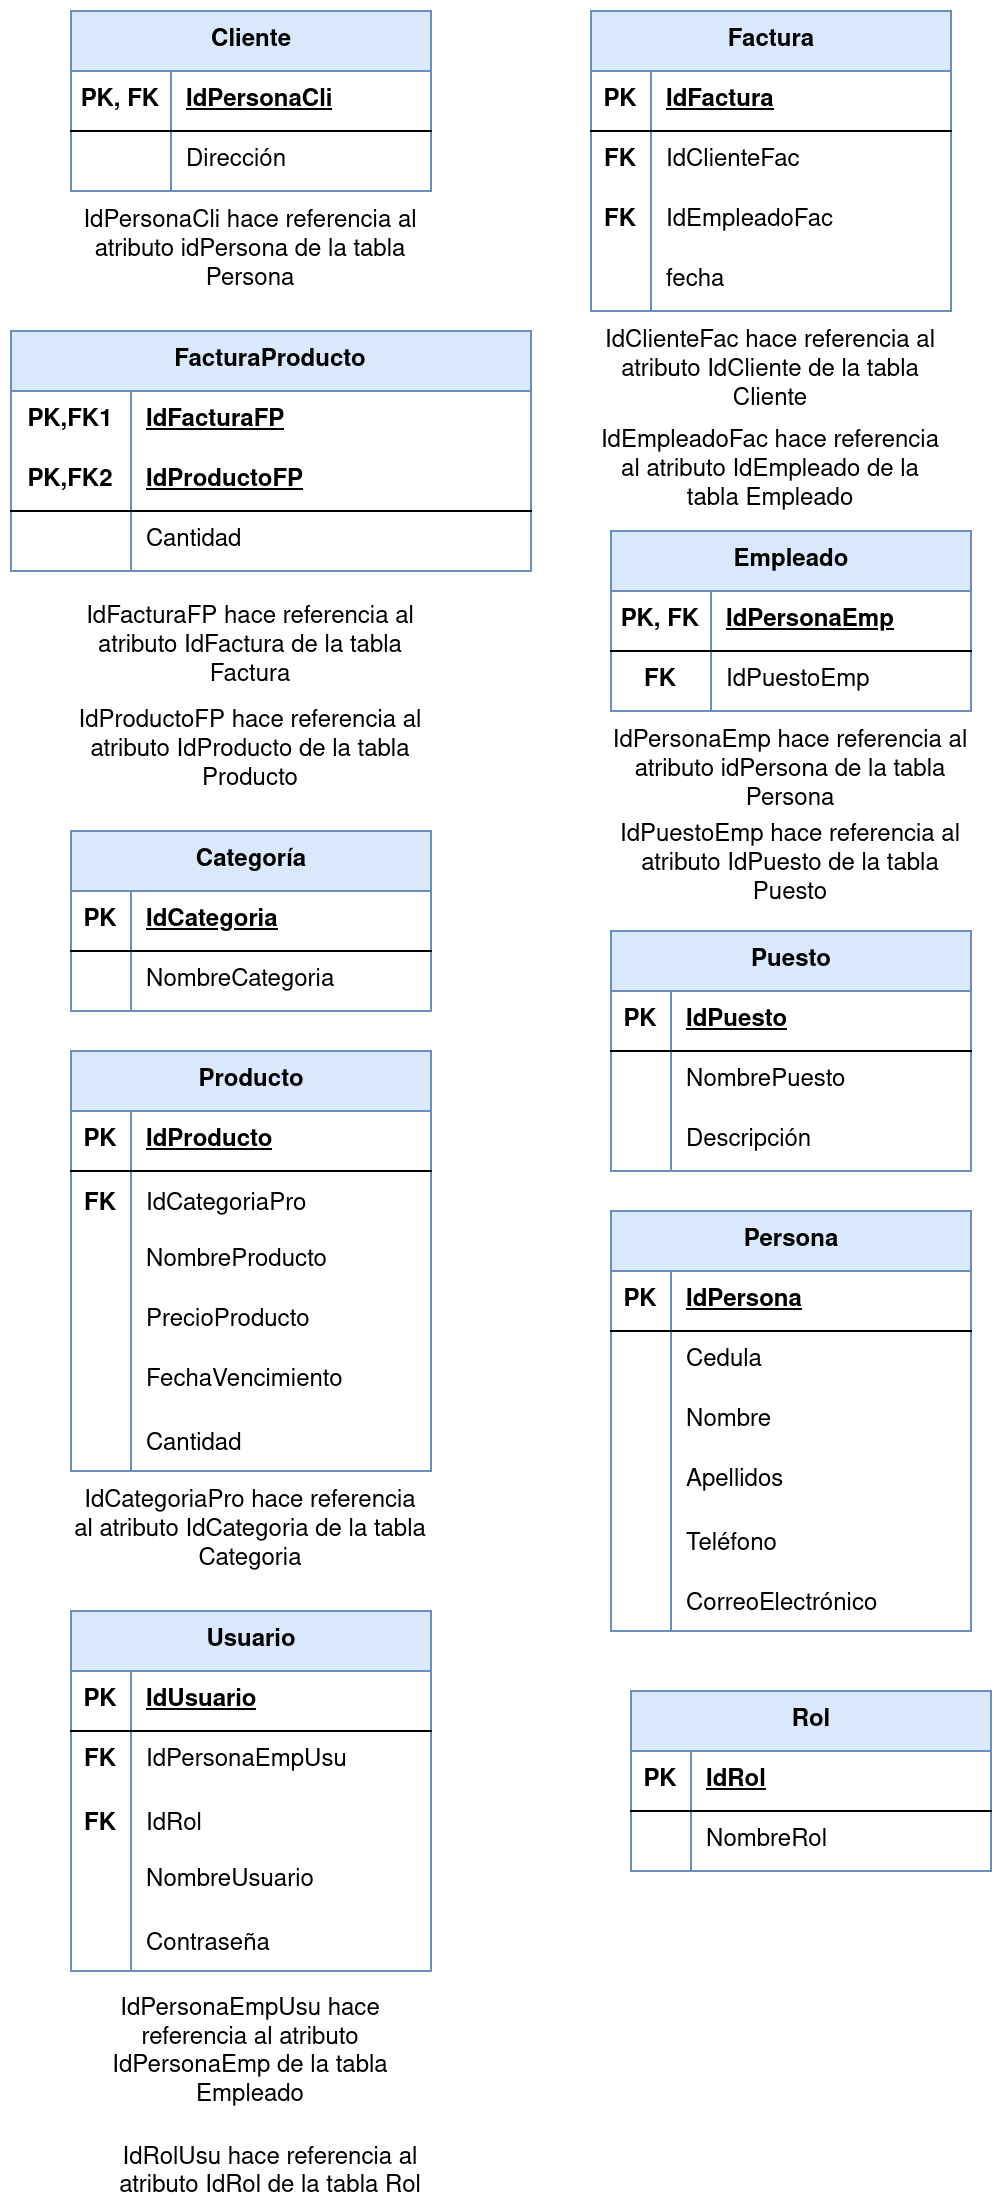 Cliente
PK, FK IdPersonaCli
Dirección
IdPersonaCli hace referencia al
atributo idPersona de la tabla
Persona
FacturaProducto
PK,FK1 IdFacturaFP
PK,FK2 IdProductoFP
Cantidad
IdFacturaFP hace referencia al
atributo IdFactura de la tabla
Factura
IdProductoFP hace referencia al
atributo IdProducto de la tabla
Producto
Categoría
PK IdCategoria
NombreCategoria
Producto
PK IdProducto
FK IdCategoriaPro
NombreProducto
PrecioProducto
FechaVencimiento
Cantidad
IdCategoriaPro hace referencia
al atributo IdCategoria de la tabla
Categoria
Usuario
PK IdUsuario
FK IdPersonaEmpUsu
FK IdRol
NombreUsuario
Contraseña
IdPersonaEmpUsu hace
referencia al atributo
IdPersonaEmp de la tabla
Empleado
IdRolUsu hace referencia al
atributo IdRol de la tabla Rol
Factura
PK IdFactura
FK IdClienteFac
FK IdEmpleadoFac
fecha
IdClienteFac hace referencia al
atributo IdCliente de la tabla
Cliente
IdEmpleadoFac hace referencia
al atributo IdEmpleado de la
tabla Empleado
Empleado
PK, FK IdPersonaEmp
FK IdPuestoEmp
IdPersonaEmp hace referencia al
atributo idPersona de la tabla
Persona
IdPuestoEmp hace referencia al
atributo IdPuesto de la tabla
Puesto
Puesto
PK IdPuesto
NombrePuesto
Descripción
Persona
PK IdPersona
Cedula
Nombre
Apellidos
Teléfono
CorreoElectrónico
Rol
PK IdRol
NombreRol